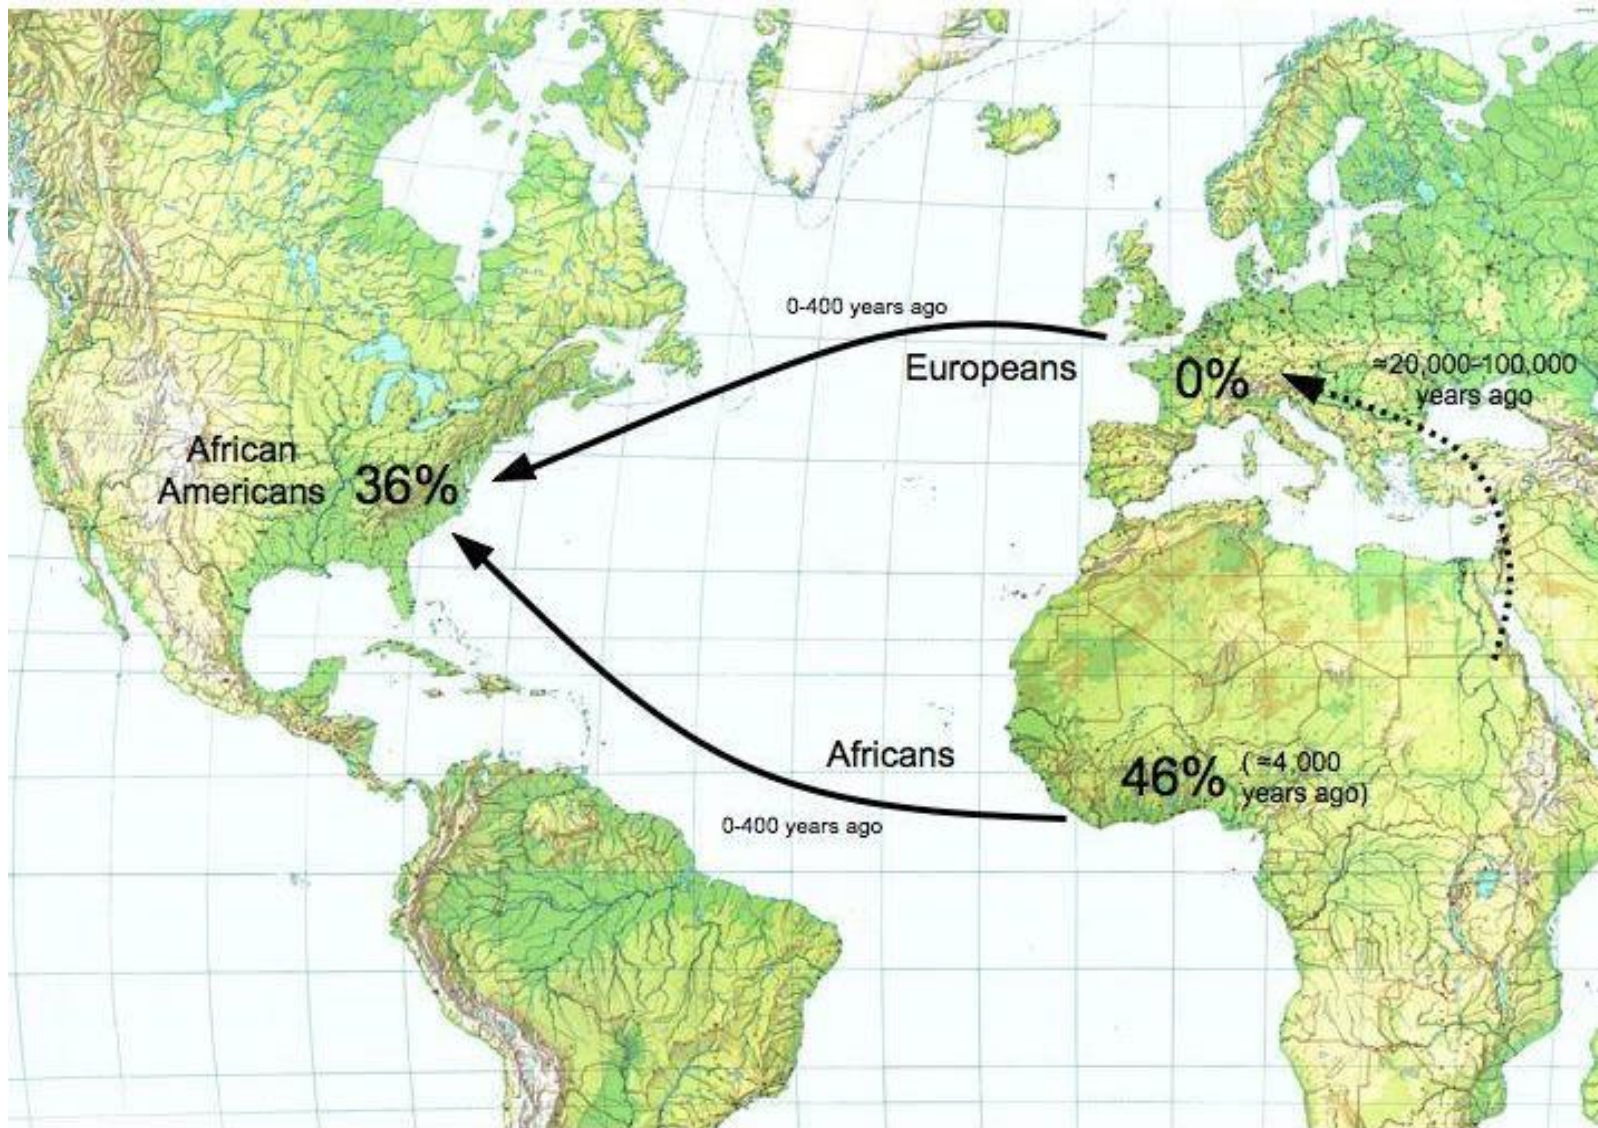 0-400 years ago
Europeans
0%
≈20,000-100,000
years ago
African
Americans
36%
Africans
46%
(≈4,000
years ago)
0-400 years ago